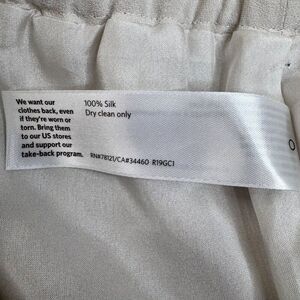 We want our
clothes back, even
if they're worn or
torn. Bring them
to our US stores
and support our
take-back program.
100% Silk
Dry clean only
RN#78121/CA#34460 R19GC1
O